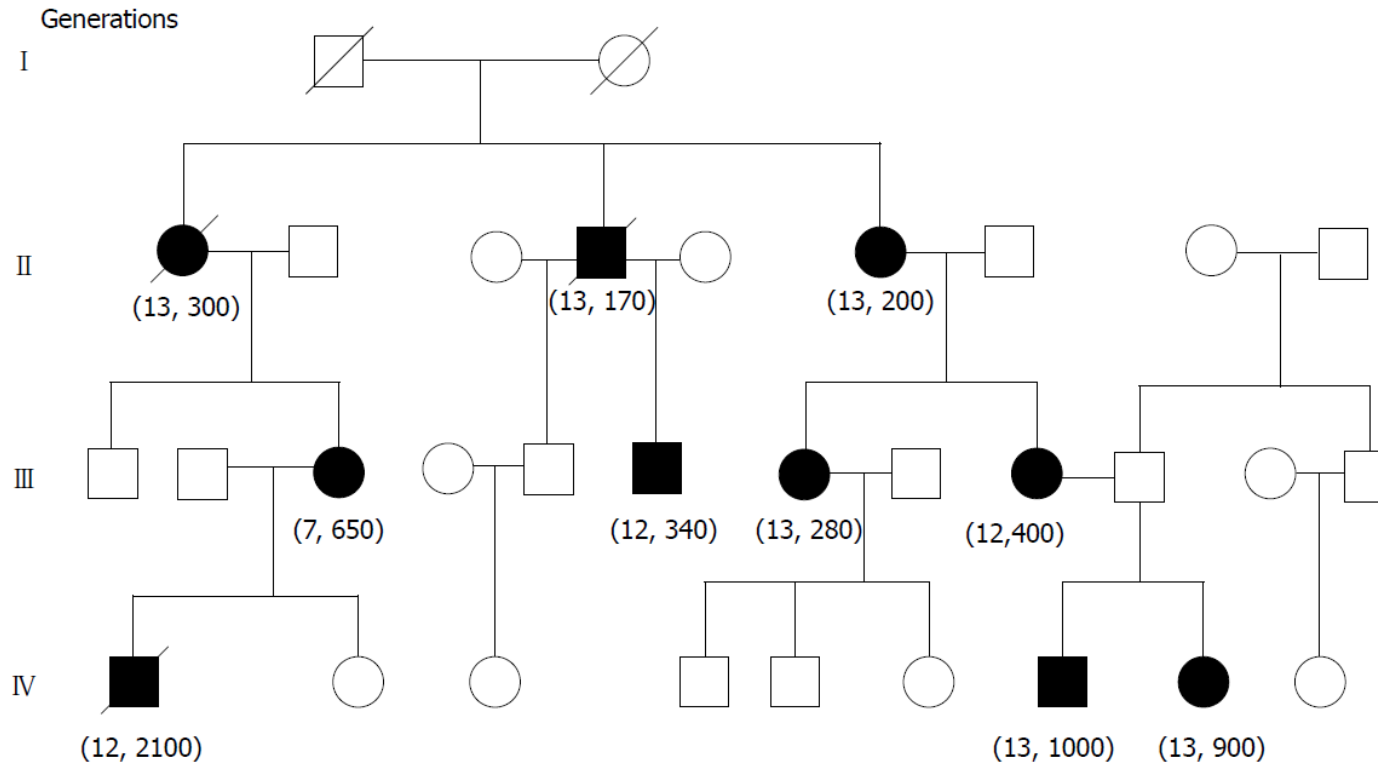 Generations
I
II
(13, 300)
(13, 170)
(13, 200)
III
(7, 650)
(12, 340)
(13, 280)
(12,400)
IV
(12, 2100)
(13, 1000)
(13, 900)